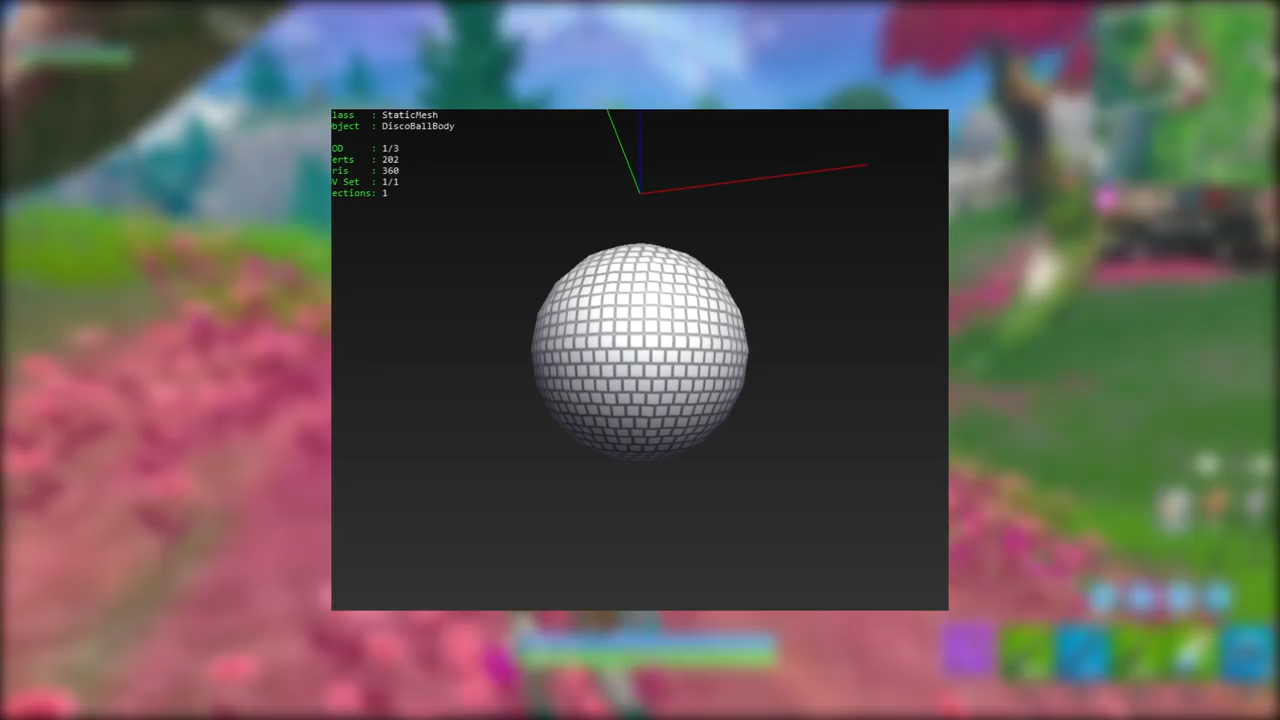 lass : StaticMesh
bject : DiscoBallBody
OD : 1/3
erts : 202
ris : 360
V Set : 1/1
ections: 1